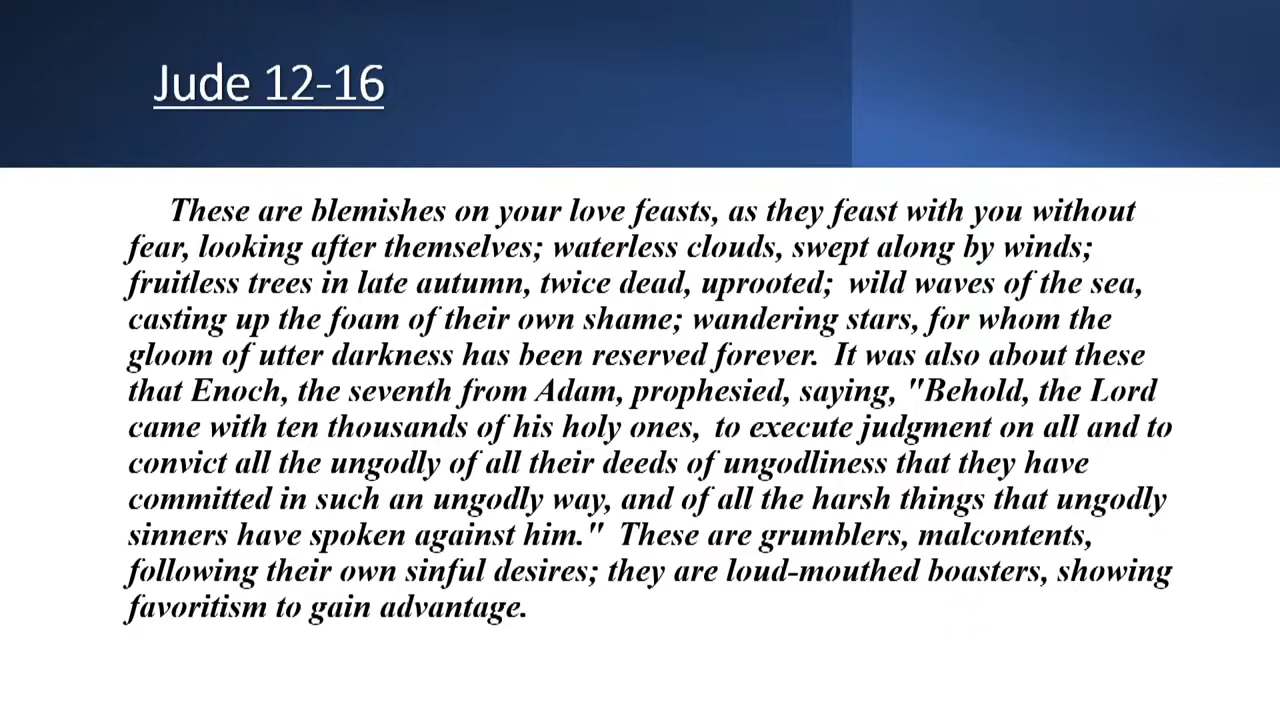 Jude 12-16
These are blemishes on your love feasts, as they feast with you without
fear, looking after themselves; waterless clouds, swept along by winds;
fruitless trees in late autumn, twice dead, uprooted; wild waves of the sea,
casting up the foam of their own shame; wandering stars, for whom the
gloom of utter darkness has been reserved forever. It was also about these
that Enoch, the seventh from Adam, prophesied, saying, "Behold, the Lord
came with ten thousands of his holy ones, to execute judgment on all and to
convict all the ungodly of all their deeds of ungodliness that they have
committed in such an ungodly way, and of all the harsh things that ungodly
sinners have spoken against him." These are grumblers, malcontents,
following their own sinful desires; they are loud-mouthed boasters, showing
favoritism to gain advantage.